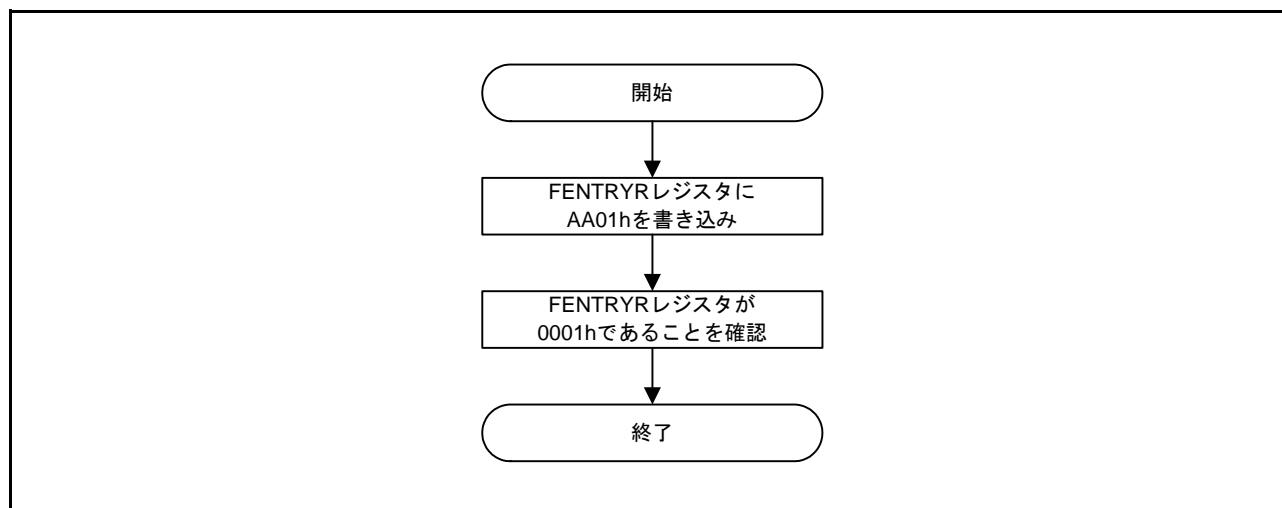 開始
FENTRYRレジスタに
AA01hを書き込み
FENTRYRレジスタが
0001hであることを確認
終了